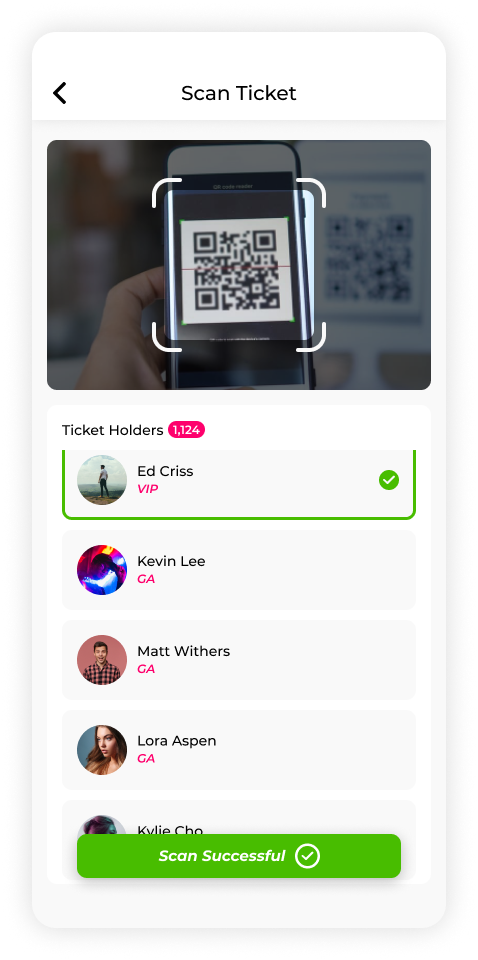 Scan Ticket
QR code reader
Ticket Holders 1,124
Ed Criss
VIP
Kevin Lee
GA
Matt Withers
GA
Lora Aspen
GA
Kylie Cho
Scan Successful